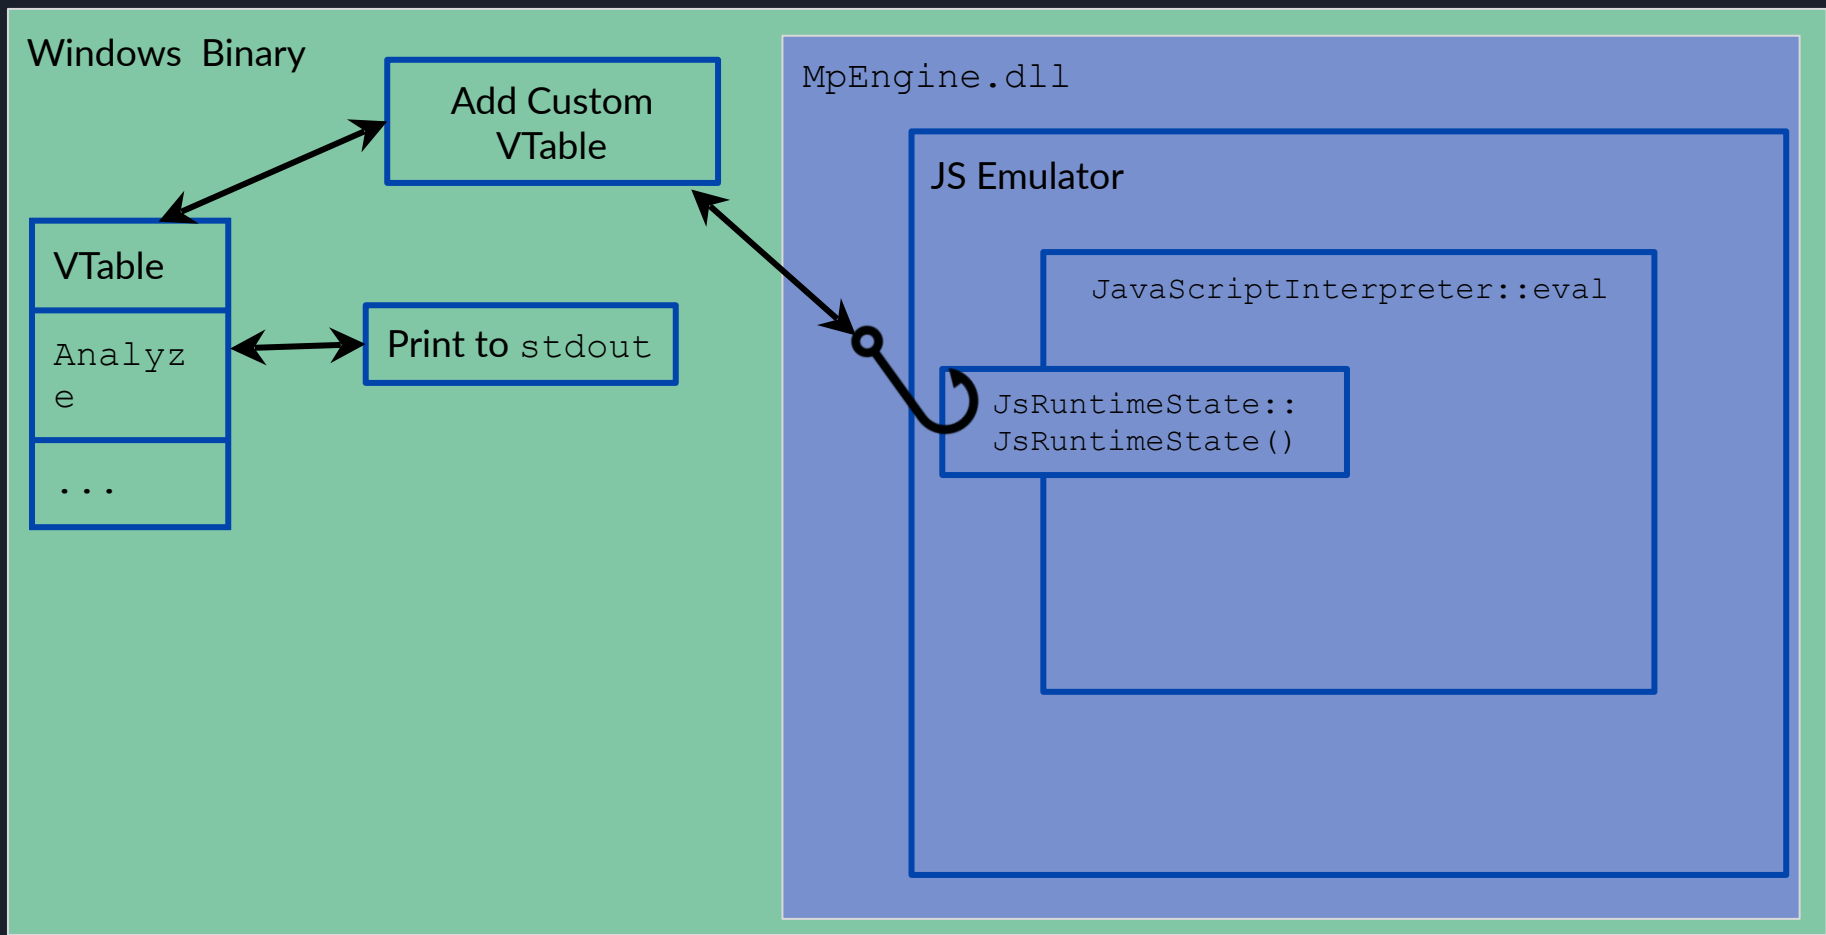 Windows  Binary
Add Custom
VTable
VTable
Analyz
e
...
Print to stdout
MpEngine.dll
JS Emulator
JavaScriptInterpreter::eval
JsRuntimeState::
JsRuntimeState()